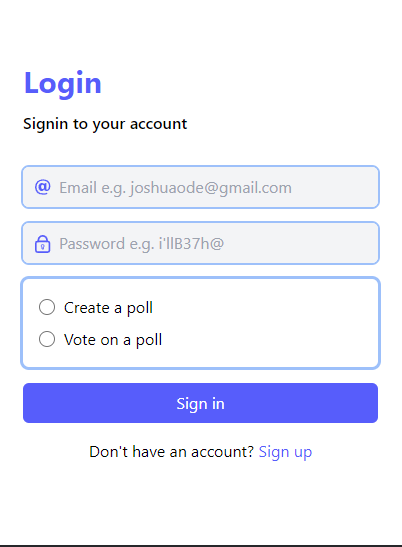 Login
Signin to your account
@ Email e.g. joshuaode@gmail.com
Password e.g. i'llB37h@
Create a poll
Vote on a poll
Sign in
Don't have an account? Sign up